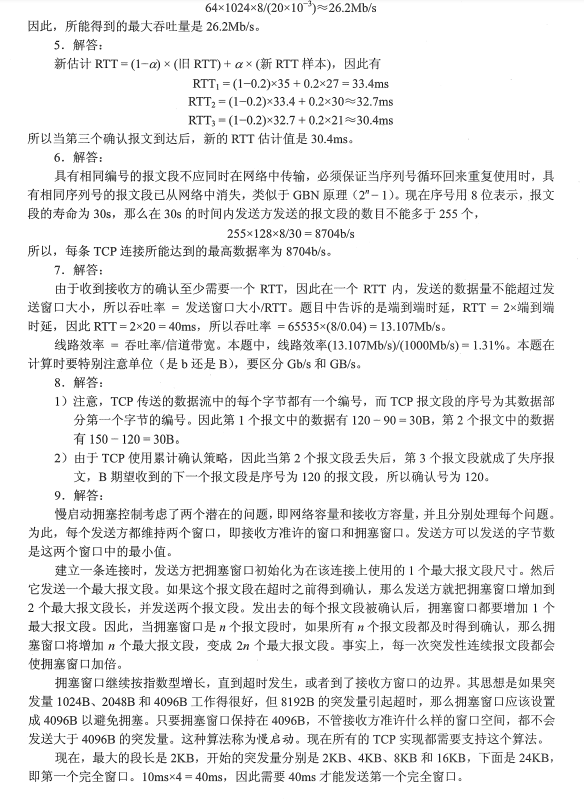 64×1024×8/(20×10⁻³)≈26.2Mb/s
因此，所能得到的最大吞吐量是 26.2Mb/s。
5．解答：
新估计 RTT = (1−α) × (旧 RTT) + α × (新 RTT 样本)，因此有
RTT₁ = (1−0.2)×35 + 0.2×27 = 33.4ms
RTT₂ = (1−0.2)×33.4 + 0.2×30≈32.7ms
RTT₃ = (1−0.2)×32.7 + 0.2×21≈30.4ms
所以当第三个确认报文到达后，新的 RTT 估计值是 30.4ms。
6．解答：
具有相同编号的报文段不应同时在网络中传输，必须保证当序列号循环回来重复使用时，具
有相同序列号的报文段已从网络中消失，类似于 GBN 原理（2ⁿ − 1）。现在序号用 8 位表示，报文
段的寿命为 30s，那么在 30s 的时间内发送方发送的报文段的数目不能多于 255 个，
255×128×8/30 = 8704b/s
所以，每条 TCP 连接所能达到的最高数据率为 8704b/s。
7．解答：
由于收到接收方的确认至少需要一个 RTT，因此在一个 RTT 内，发送的数据量不能超过发
送窗口大小，所以吞吐率 = 发送窗口大小/RTT。题目中告诉的是端到端时延，RTT = 2×端到端
时延，因此 RTT = 2×20 = 40ms，所以吞吐率 = 65535×(8/0.04) = 13.107Mb/s。
线路效率 = 吞吐率/信道带宽。本题中，线路效率(13.107Mb/s)/(1000Mb/s) = 1.31%。本题在
计算时要特别注意单位（是 b 还是 B），要区分 Gb/s 和 GB/s。
8．解答：
1）注意，TCP 传送的数据流中的每个字节都有一个编号，而 TCP 报文段的序号为其数据部
分第一个字节的编号。因此第 1 个报文中的数据有 120 − 90 = 30B，第 2 个报文中的数据
有 150 − 120 = 30B。
2）由于 TCP 使用累计确认策略，因此当第 2 个报文段丢失后，第 3 个报文段就成了失序报
文，B 期望收到的下一个报文段是序号为 120 的报文段，所以确认号为 120。
9．解答：
慢启动拥塞控制考虑了两个潜在的问题，即网络容量和接收方容量，并且分别处理每个问题。
为此，每个发送方都维持两个窗口，即接收方准许的窗口和拥塞窗口。发送方可以发送的字节数
是这两个窗口中的最小值。
建立一条连接时，发送方把拥塞窗口初始化为在该连接上使用的 1 个最大报文段尺寸。然后
它发送一个最大报文段。如果这个报文段在超时之前得到确认，那么发送方就把拥塞窗口增加到
2 个最大报文段长，并发送两个报文段。发出去的每个报文段被确认后，拥塞窗口都要增加 1 个
最大报文段。因此，当拥塞窗口是 n 个报文段时，如果所有 n 个报文段都及时得到确认，那么拥
塞窗口将增加 n 个最大报文段，变成 2n 个最大报文段。事实上，每一次突发性连续报文段都会
使拥塞窗口加倍。
拥塞窗口继续按指数型增长，直到超时发生，或者到了接收方窗口的边界。其思想是如果突
发量 1024B、2048B 和 4096B 工作得很好，但 8192B 的突发量引起超时，那么拥塞窗口应该设置
成 4096B 以避免拥塞。只要拥塞窗口保持在 4096B，不管接收方准许什么样的窗口空间，都不会
发送大于 4096B 的突发量。这种算法称为慢启动。现在所有的 TCP 实现都需要支持这个算法。
现在，最大的段长是 2KB，开始的突发量分别是 2KB、4KB、8KB 和 16KB，下面是 24KB，
即第一个完全窗口。10ms×4 = 40ms，因此需要 40ms 才能发送第一个完全窗口。